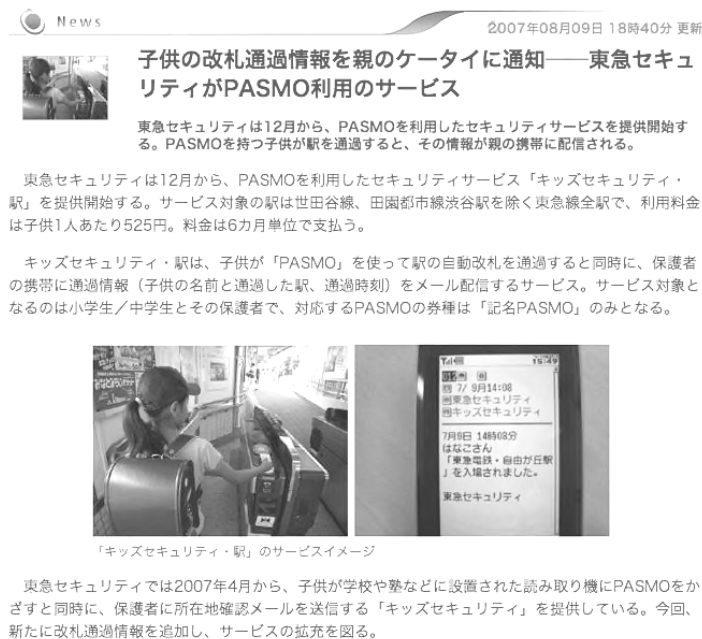 News
2007年08月09日 18時40分 更新
子供の改札通過情報を親のケータイに通知──東急セキュ
リティがPASMO利用のサービス
東急セキュリティは12月から、PASMOを利用したセキュリティサービスを提供開始す
る。PASMOを持つ子供が駅を通過すると、その情報が親の携帯に配信される。
東急セキュリティは12月から、PASMOを利用したセキュリティサービス「キッズセキュリティ・
駅」を提供開始する。サービス対象の駅は世田谷線、田園都市線渋谷駅を除く東急線全駅で、利用料金
は子供1人あたり525円。料金は6カ月単位で支払う。
キッズセキュリティ・駅は、子供が「PASMO」を使って駅の自動改札を通過すると同時に、保護者
の携帯に通過情報（子供の名前と通過した駅、通過時刻）をメール配信するサービス。サービス対象と
なるのは小学生／中学生とその保護者で、対応するPASMOの券種は「記名PASMO」のみとなる。
15:49
7/ 9月14:08
東急セキュリティ
キッズセキュリティ
7月9日 14時08分
はなこさん
「東急電鉄・自由が丘駅
」を入場されました。
東急セキュリティ
「キッズセキュリティ・駅」のサービスイメージ
東急セキュリティでは2007年4月から、子供が学校や塾などに設置された読み取り機にPASMOをか
ざすと同時に、保護者に所在地確認メールを送信する「キッズセキュリティ」を提供している。今回、
新たに改札通過情報を追加し、サービスの拡充を図る。